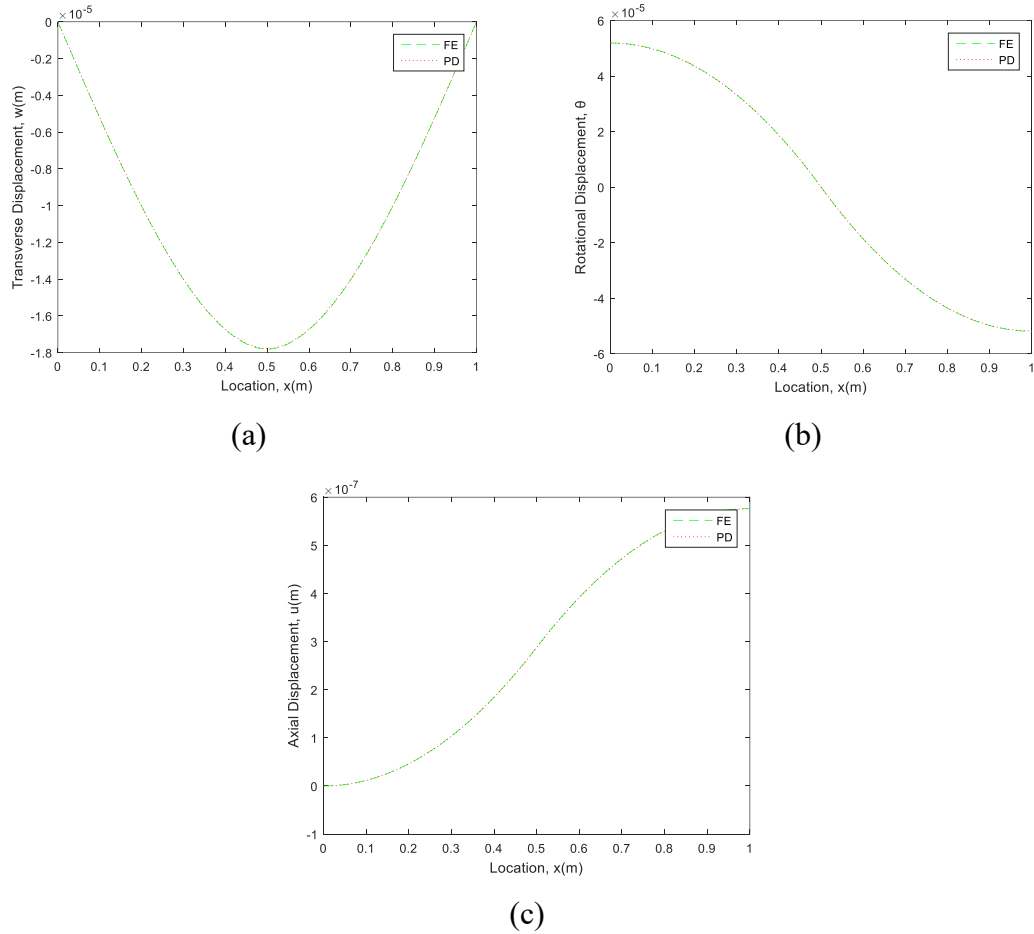 ×10⁻⁵
0
-0.2
-0.4
-0.6
-0.8
-1
-1.2
-1.4
-1.6
-1.8
Transverse Displacement, w(m)
FE
PD
0 0.1 0.2 0.3 0.4 0.5 0.6 0.7 0.8 0.9 1
Location, x(m)
(a)
×10⁻⁵
6
4
2
0
-2
-4
-6
Rotational Displacement, θ
FE
PD
0 0.1 0.2 0.3 0.4 0.5 0.6 0.7 0.8 0.9 1
Location, x(m)
(b)
×10⁻⁷
6
5
4
3
2
1
0
-1
Axial Displacement, u(m)
FE
PD
0 0.1 0.2 0.3 0.4 0.5 0.6 0.7 0.8 0.9 1
Location, x(m)
(c)